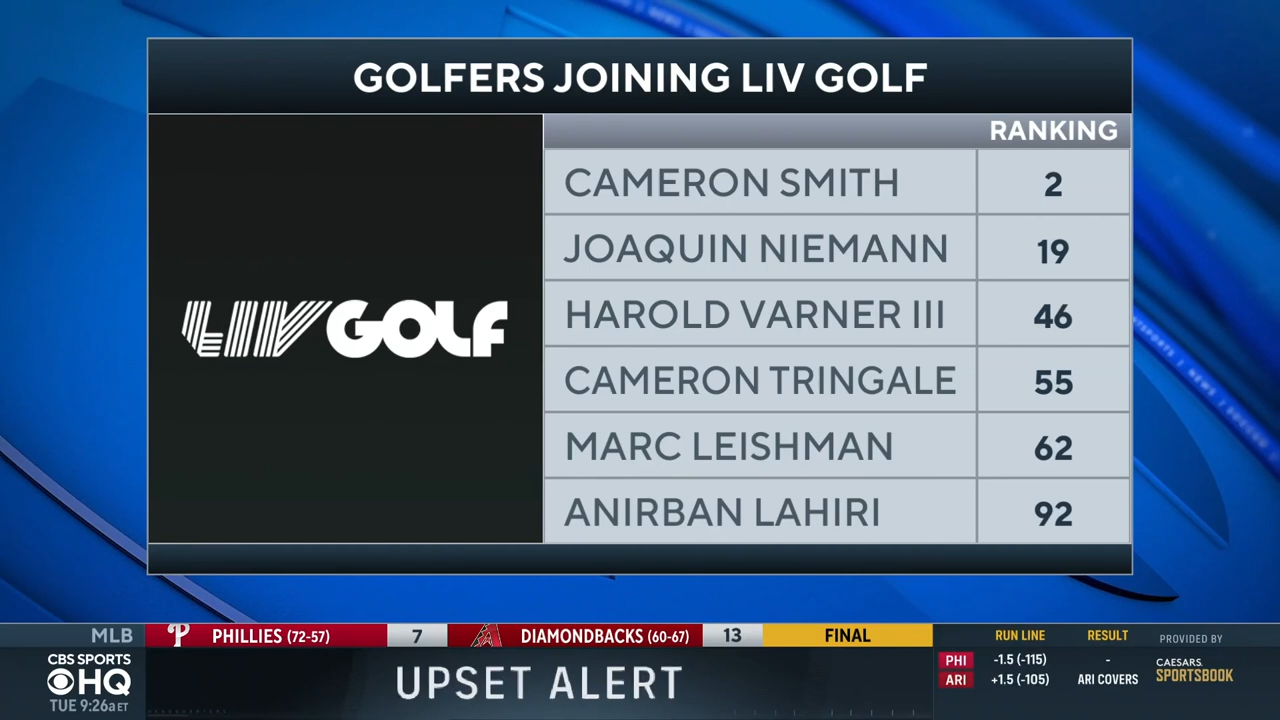 GOLFERS JOINING LIV GOLF
RANKING
LIV GOLF
CAMERON SMITH 2
JOAQUIN NIEMANN 19
HAROLD VARNER III 46
CAMERON TRINGALE 55
MARC LEISHMAN 62
ANIRBAN LAHIRI 92
MLB P PHILLIES (72-57) 7 A DIAMONDBACKS (60-67) 13 FINAL
CBS SPORTS
HQ
TUE 9:26a ET
UPSET ALERT
RUN LINE RESULT PROVIDED BY
PHI -1.5 (-115) -
ARI +1.5 (-105) ARI COVERS
CAESARS
SPORTSBOOK